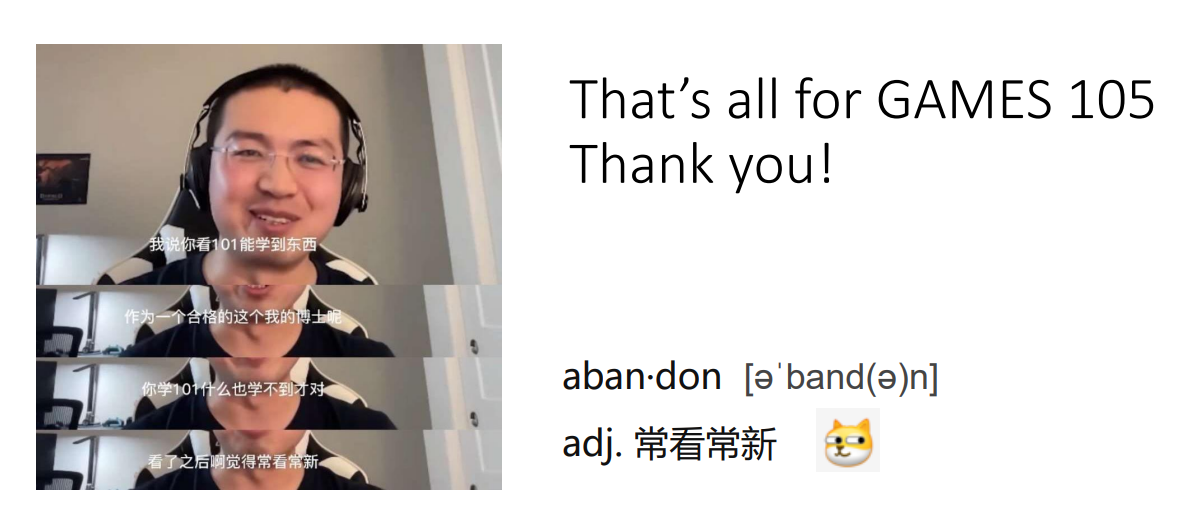 我说你看101能学到东西
作为一个合格的这个我的博士呢
你学101什么也学不到才对
看了之后啊觉得常看常新
That's all for GAMES 105
Thank you!
aban·don [əˈband(ə)n]
adj. 常看常新